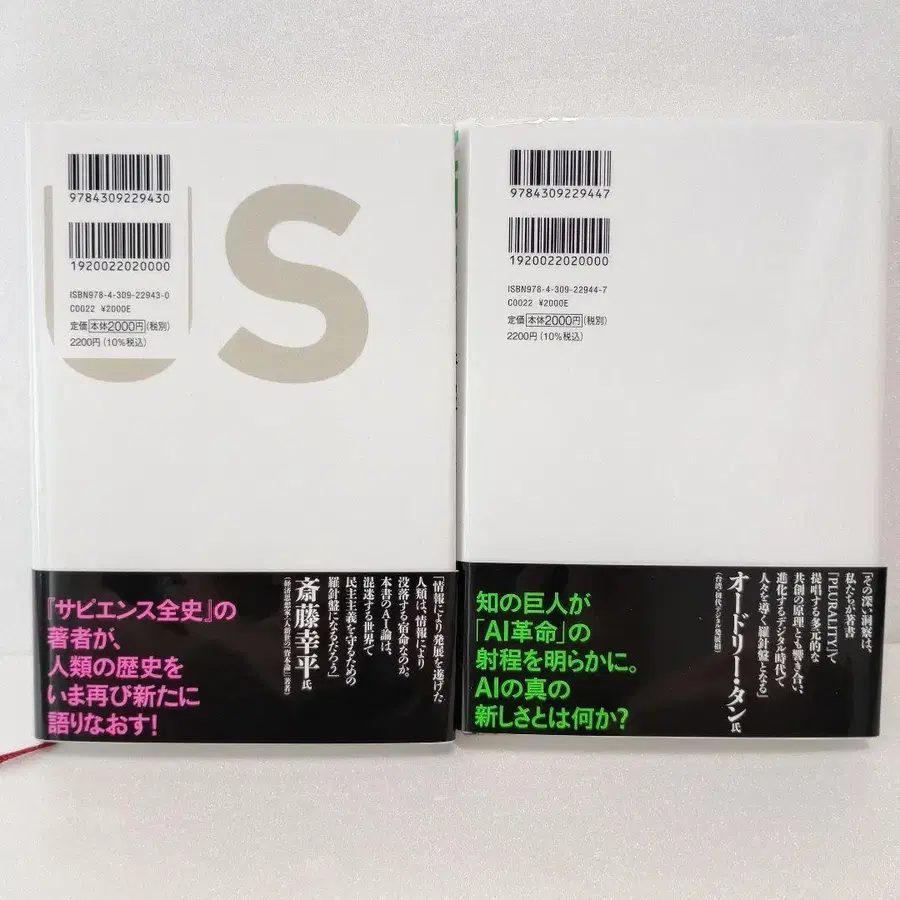 US
9784309229430
1920022020000
ISBN978-4-309-22943-0
C0022 ¥2000E
定価 本体2000円(税別)
2200円(10%税込)
『サピエンス全史』の
著者が、
人類の歴史を
いま再び新たに
語りなおす!
「情報により発展を遂げた
人類は、情報により
没落する宿命なのか。
本書のAI論は、
混迷する世界で
民主主義を守るための
羅針盤になるだろう」
斎藤幸平氏
(経済思想家・『人新世の「資本論」』著者)
9784309229447
1920022020000
ISBN978-4-309-22944-7
C0022 ¥2000E
定価 本体2000円(税別)
2200円(10%税込)
知の巨人が
「AI革命」の
射程を明らかに。
AIの真の
新しさとは何か?
「その深い洞察は、
私たちが著書
『PLURALITY』で
提唱する多元的な
共創の原理とも響き合い、
進化するデジタル時代で
人々を導く羅針盤となる」
オードリー・タン氏
(台湾・初代デジタル発展相)